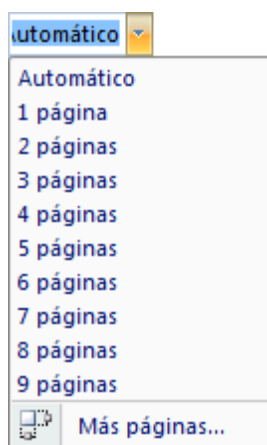 Automático
Automático
1 página
2 páginas
3 páginas
4 páginas
5 páginas
6 páginas
7 páginas
8 páginas
9 páginas
Más páginas...